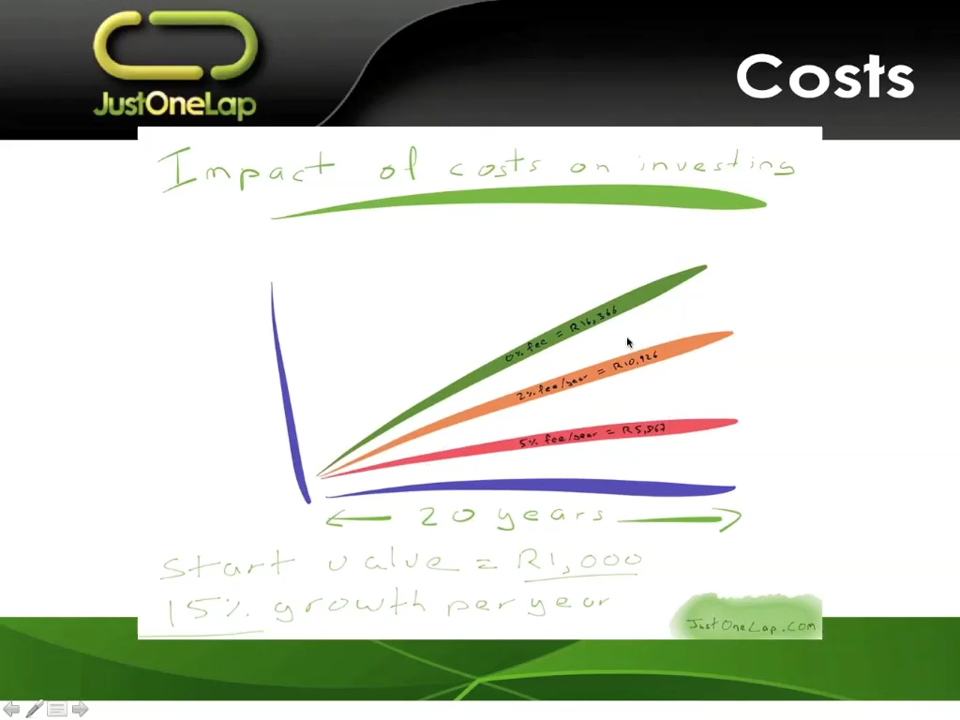 JustOneLap
Costs
Impact of costs on investing
0% fee = R16,366
2% fee/year = R10,926
5% fee/year = R5,867
20 years
Start value = R1,000
15% growth per year
JustOneLap.com